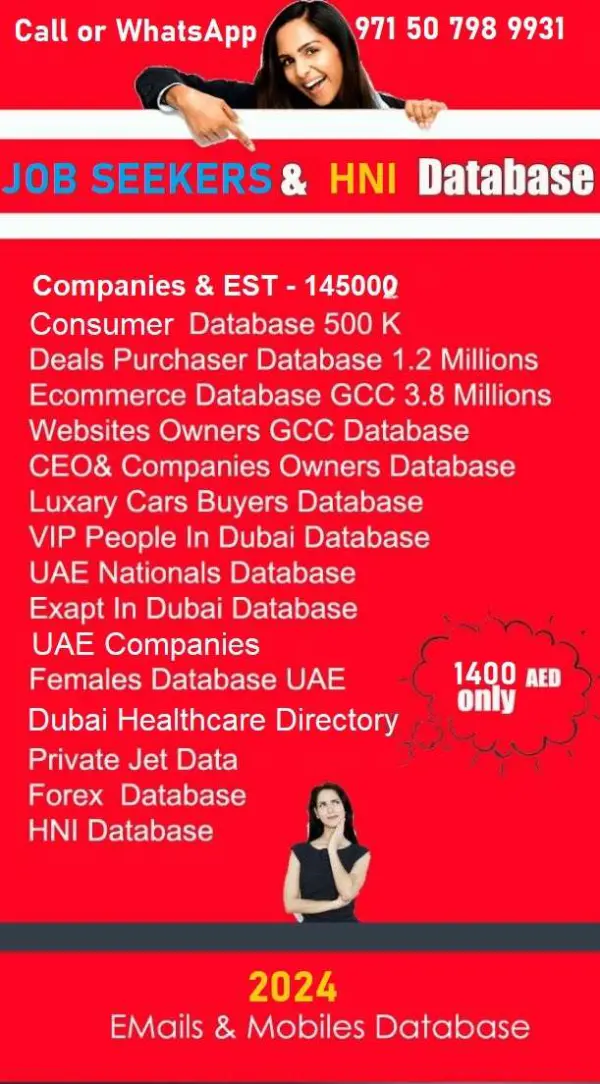 Call or WhatsApp 971 50 798 9931
JOB SEEKERS & HNI Database
Companies & EST - 145000
Consumer Database 500 K
Deals Purchaser Database 1.2 Millions
Ecommerce Database GCC 3.8 Millions
Websites Owners GCC Database
CEO& Companies Owners Database
Luxary Cars Buyers Database
VIP People In Dubai Database
UAE Nationals Database
Exapt In Dubai Database
UAE Companies
Females Database UAE
1400 AED
only
Dubai Healthcare Directory
Private Jet Data
Forex Database
HNI Database
2024
EMails & Mobiles Database